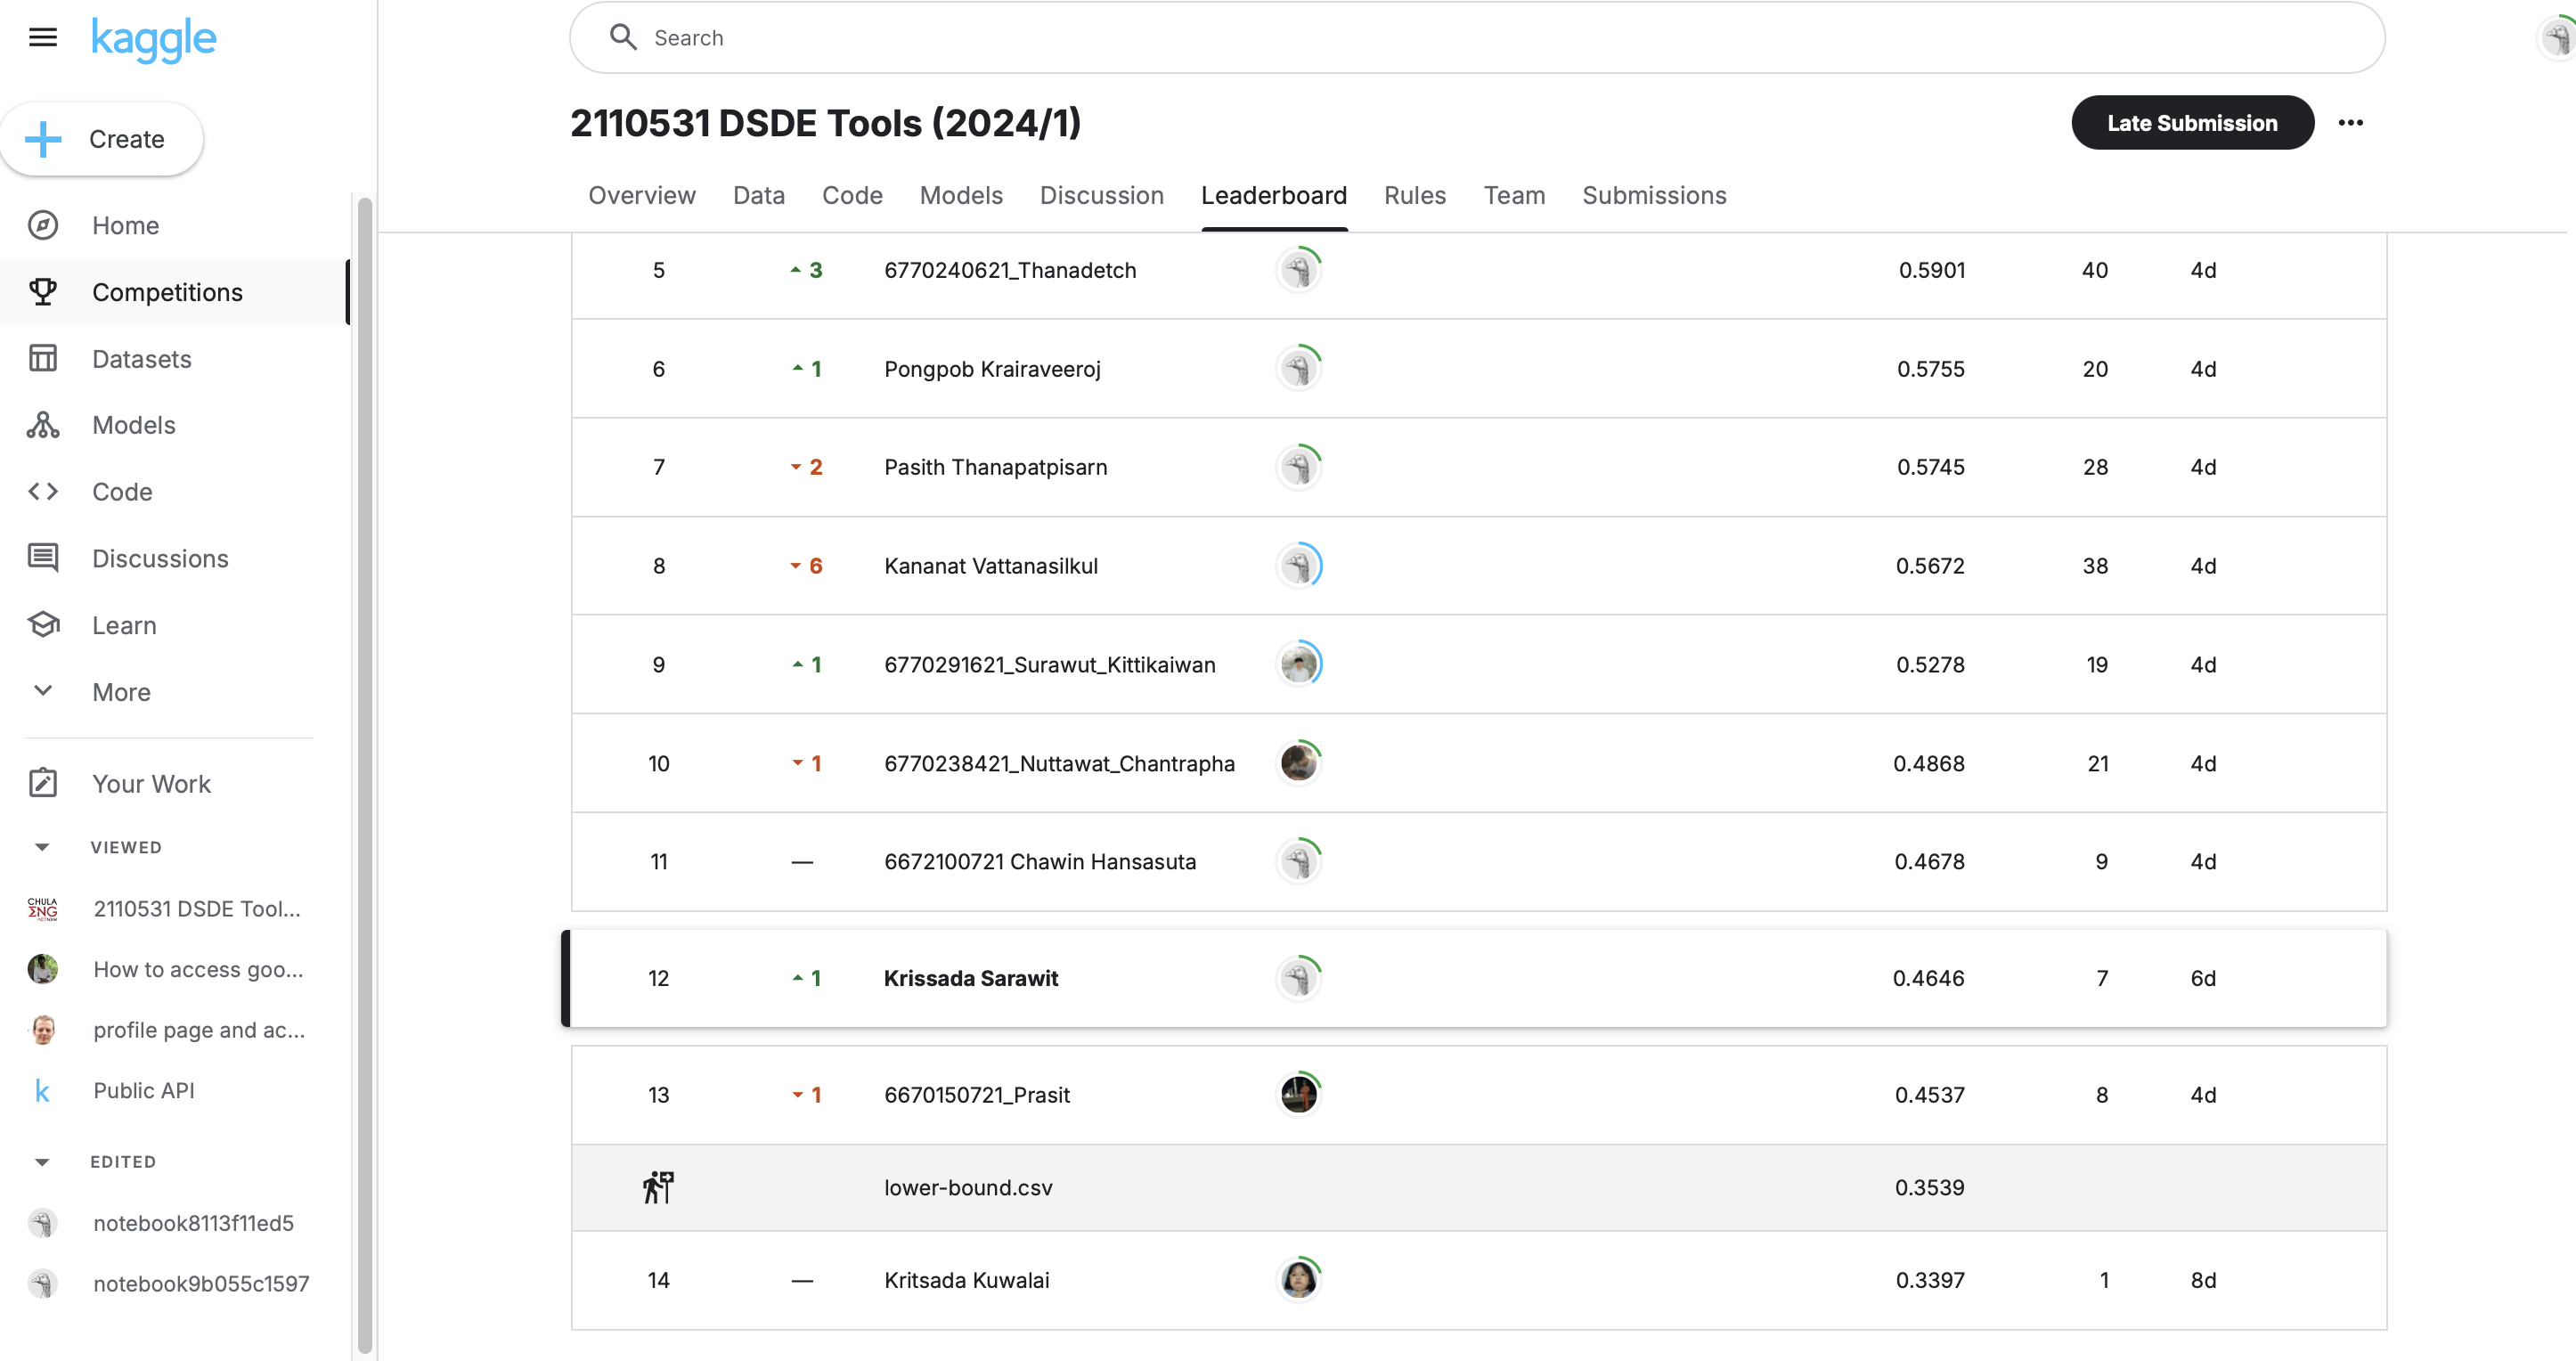 kaggle
Search
2110531 DSDE Tools (2024/1)
Late Submission
Create
Overview Data Code Models Discussion Leaderboard Rules Team Submissions
Home
Competitions
Datasets
Models
Code
Discussions
Learn
More
Your Work
VIEWED
CHULA ΣNG
2110531 DSDE Tool...
How to access goo...
profile page and ac...
k Public API
EDITED
notebook8113f11ed5
notebook9b055c1597
5 3 6770240621_Thanadetch 0.5901 40 4d
6 1 Pongpob Krairaveeroj 0.5755 20 4d
7 2 Pasith Thanapatpisarn 0.5745 28 4d
8 6 Kananat Vattanasilkul 0.5672 38 4d
9 1 6770291621_Surawut_Kittikaiwan 0.5278 19 4d
10 1 6770238421_Nuttawat_Chantrapha 0.4868 21 4d
11 — 6672100721 Chawin Hansasuta 0.4678 9 4d
12 1 Krissada Sarawit 0.4646 7 6d
13 1 6670150721_Prasit 0.4537 8 4d
lower-bound.csv 0.3539
14 — Kritsada Kuwalai 0.3397 1 8d